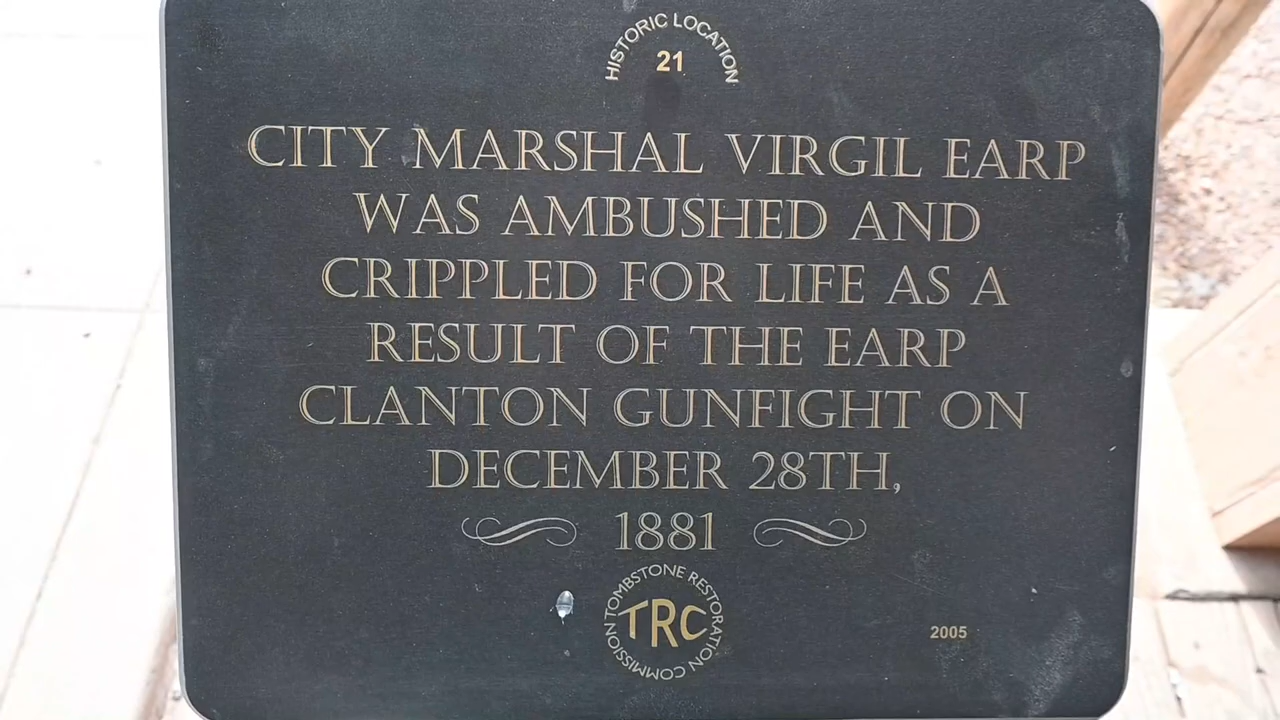 HISTORIC LOCATION
21
CITY MARSHAL VIRGIL EARP
WAS AMBUSHED AND
CRIPPLED FOR LIFE AS A
RESULT OF THE EARP
CLANTON GUNFIGHT ON
DECEMBER 28TH,
1881
TOMBSTONE RESTORATION COMMISSION
TRC
2005